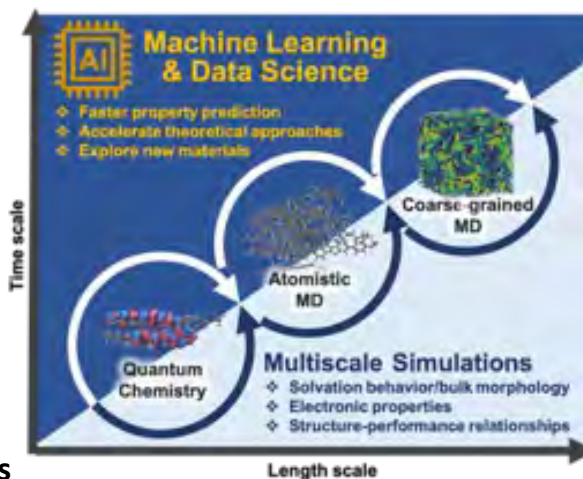 AI
Machine Learning
& Data Science
❖ Faster property prediction
❖ Accelerate theoretical approaches
❖ Explore new materials
Coarse-grained
MD
Atomistic
MD
Quantum
Chemistry
Multiscale Simulations
❖ Solvation behavior/bulk morphology
❖ Electronic properties
❖ Structure-performance relationships
Time scale
Length scale
s